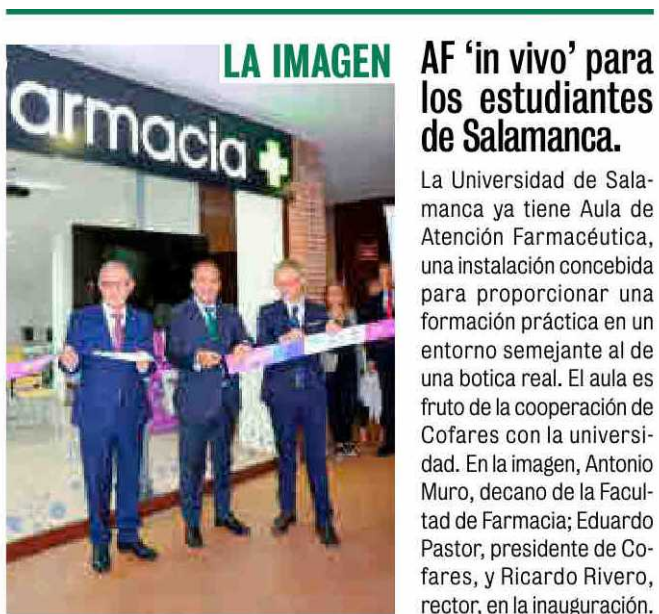 LA IMAGEN
armacia
AF ‘in vivo’ para
los estudiantes
de Salamanca.
La Universidad de Sala-
manca ya tiene Aula de
Atención Farmacéutica,
una instalación concebida
para proporcionar una
formación práctica en un
entorno semejante al de
una botica real. El aula es
fruto de la cooperación de
Cofares con la universi-
dad. En la imagen, Antonio
Muro, decano de la Facul-
tad de Farmacia; Eduardo
Pastor, presidente de Co-
fares, y Ricardo Rivero,
rector, en la inauguración.